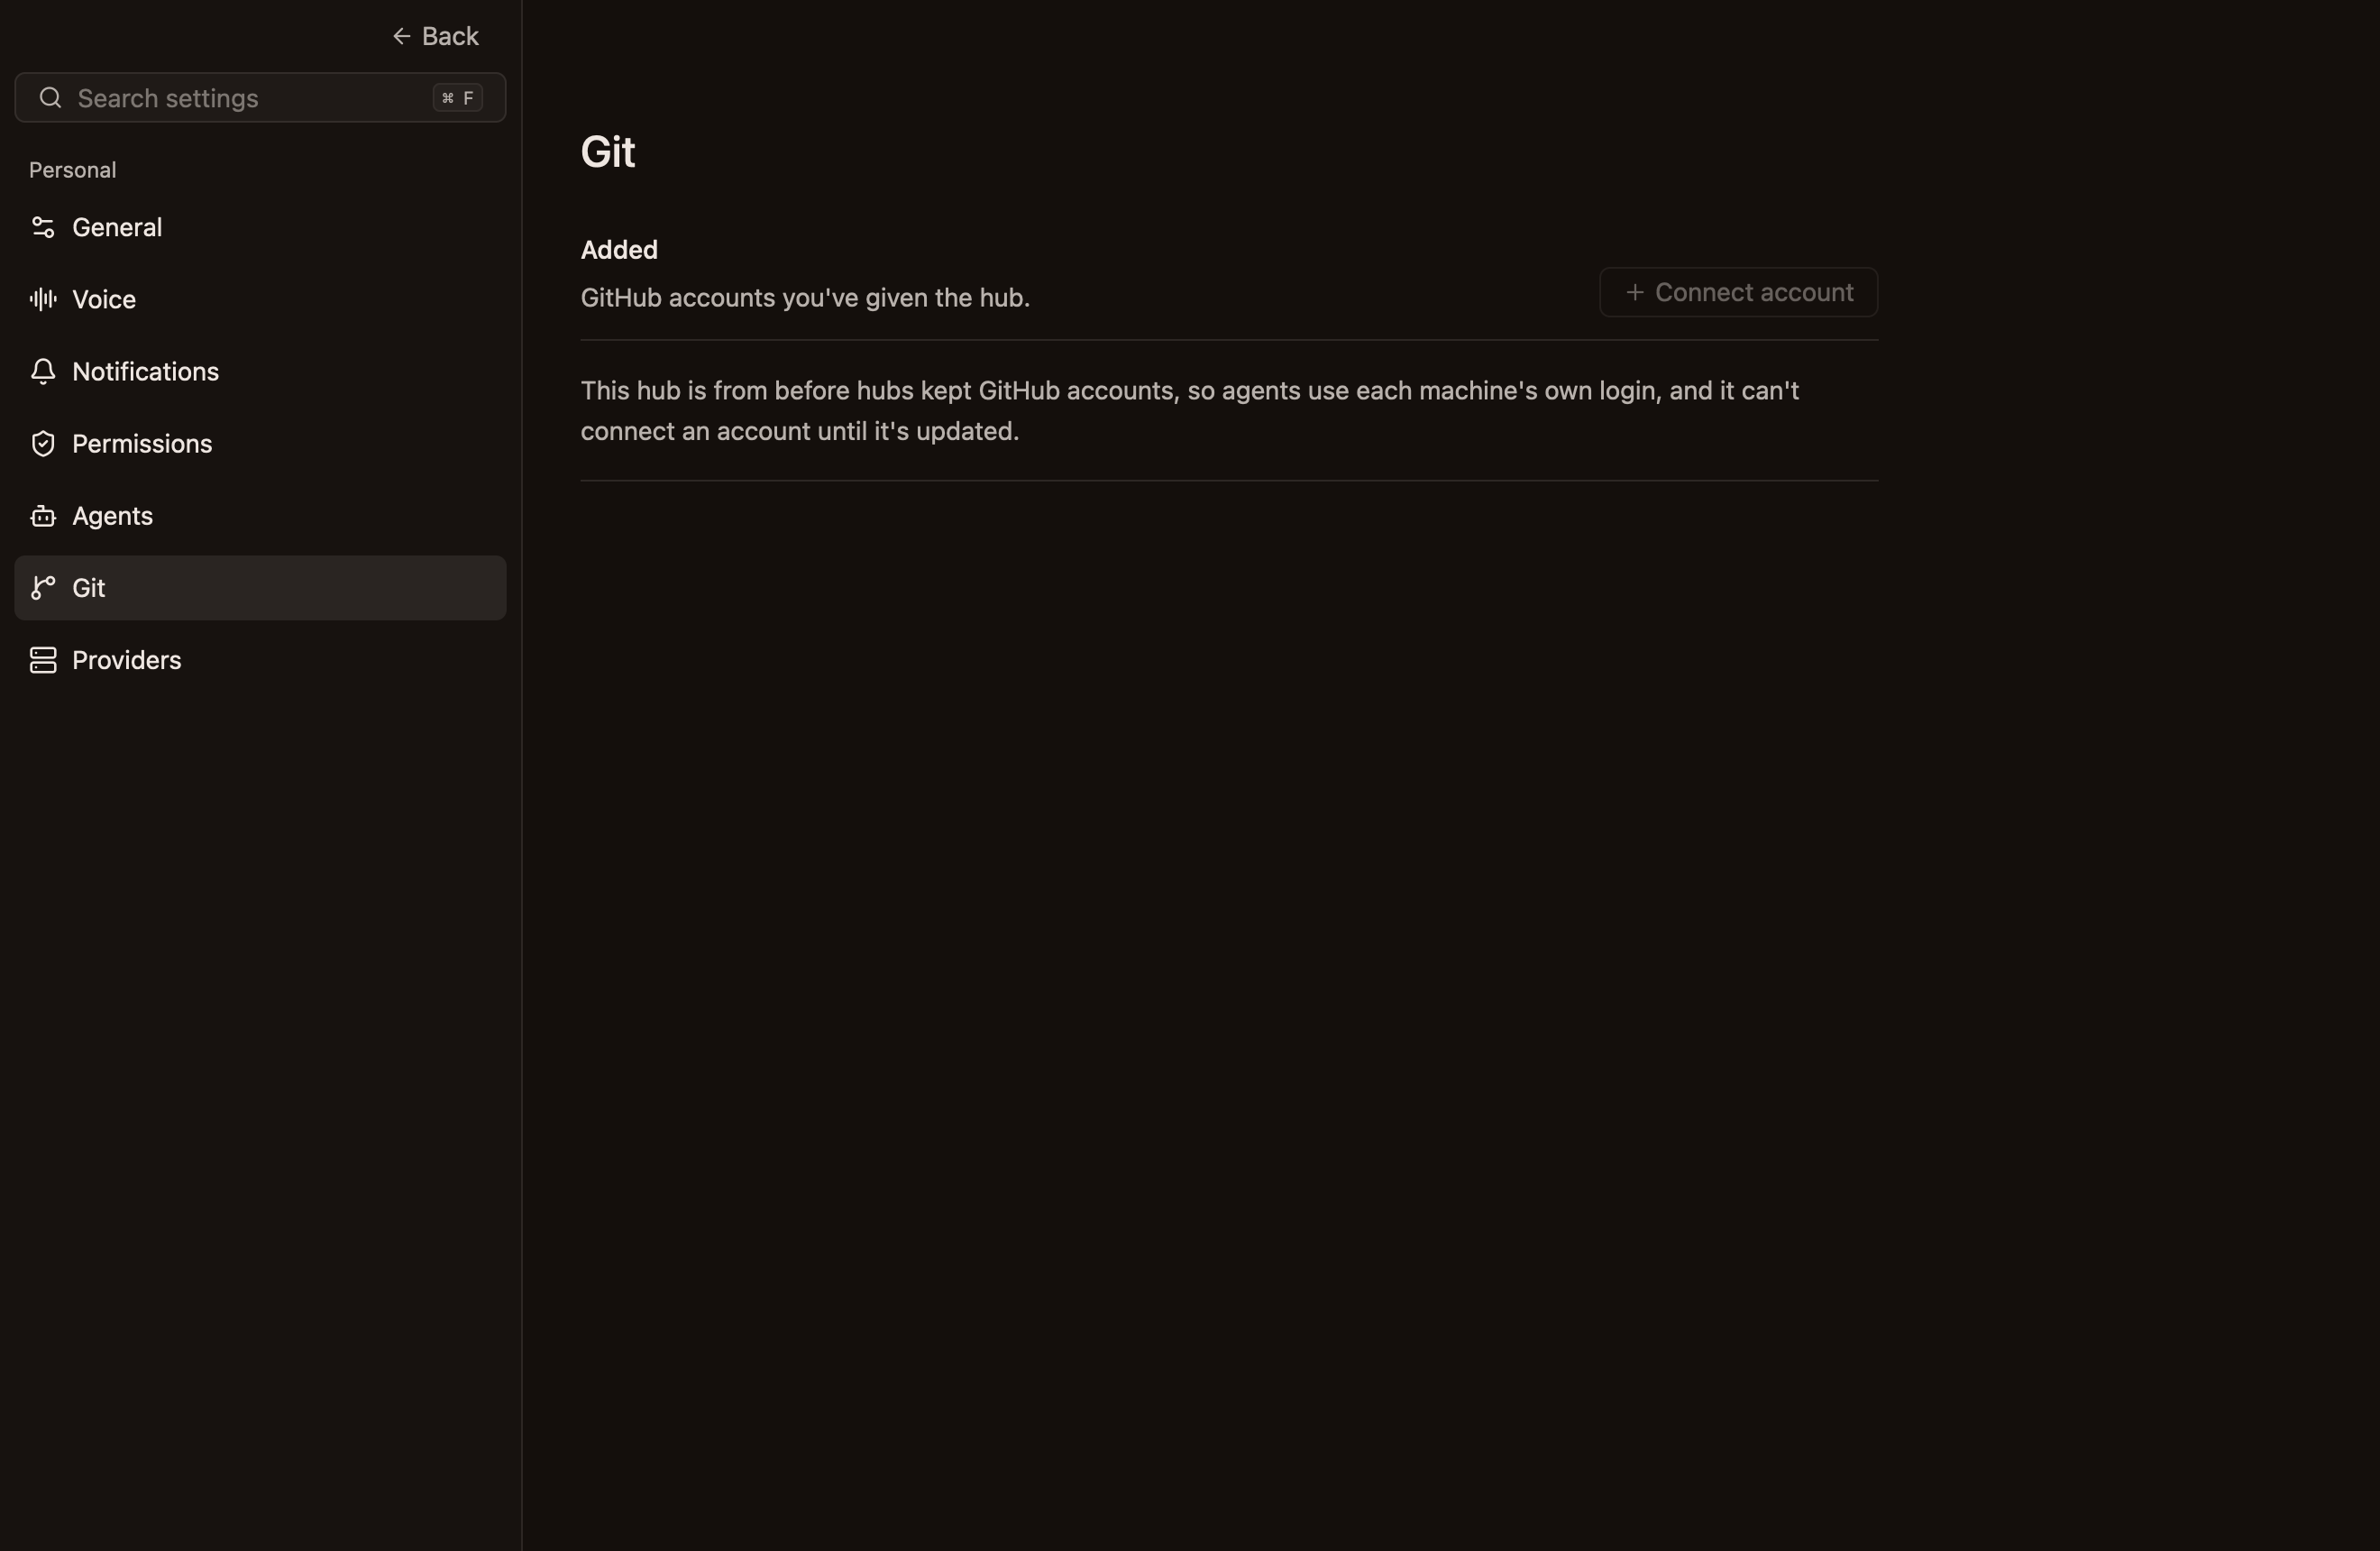 Back
Search settings
⌘ F
Personal
General
Voice
Notifications
Permissions
Agents
Git
Providers
Git
Added
GitHub accounts you've given the hub.
+ Connect account
This hub is from before hubs kept GitHub accounts, so agents use each machine's own login, and it can't
connect an account until it's updated.